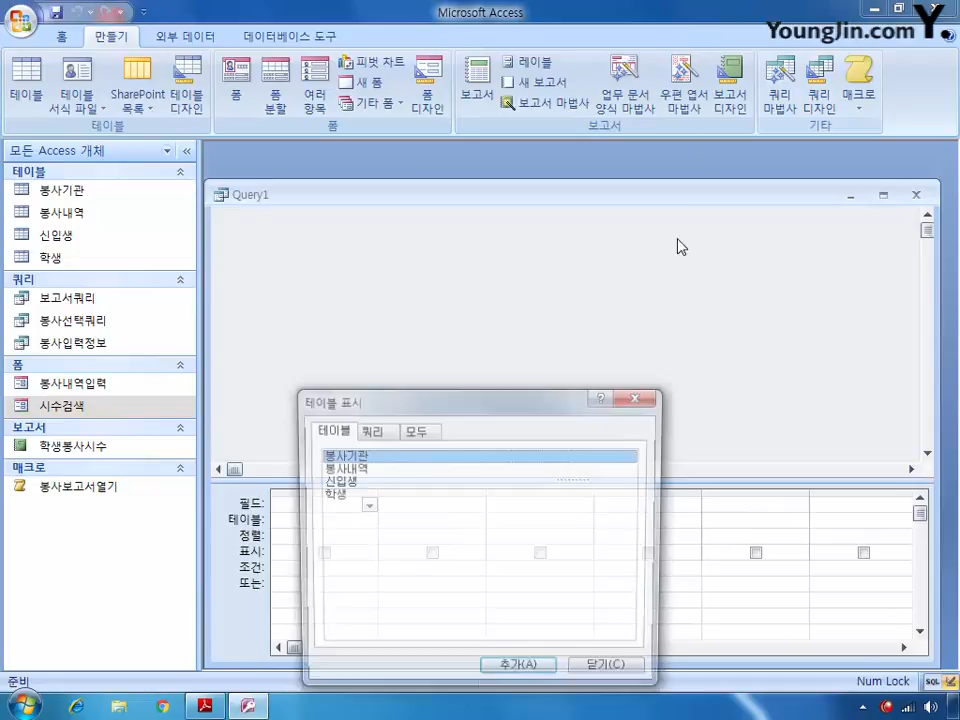 Microsoft Access
YoungJin.com Y.
홈 만들기 외부 데이터 데이터베이스 도구
테이블
테이블 서식 파일
SharePoint 목록
테이블 디자인
테이블
폼
폼 분할
여러 항목
피벗 차트
새 폼
기타 폼
폼 디자인
폼
보고서
레이블
새 보고서
보고서 마법사
업무 문서 양식 마법사
우편 엽서 마법사
보고서 디자인
보고서
쿼리 마법사
쿼리 디자인
매크로
기타
모든 Access 개체
테이블
봉사기관
봉사내역
신입생
학생
쿼리
보고서쿼리
봉사선택쿼리
봉사입력정보
폼
봉사내역입력
시수검색
보고서
학생봉사시수
매크로
봉사보고서열기
Query1
테이블 표시
테이블 쿼리 모두
봉사기관
봉사내역
신입생
학생
추가(A) 닫기(C)
필드:
테이블:
정렬:
표시:
조건:
또는:
준비
Num Lock
SQL